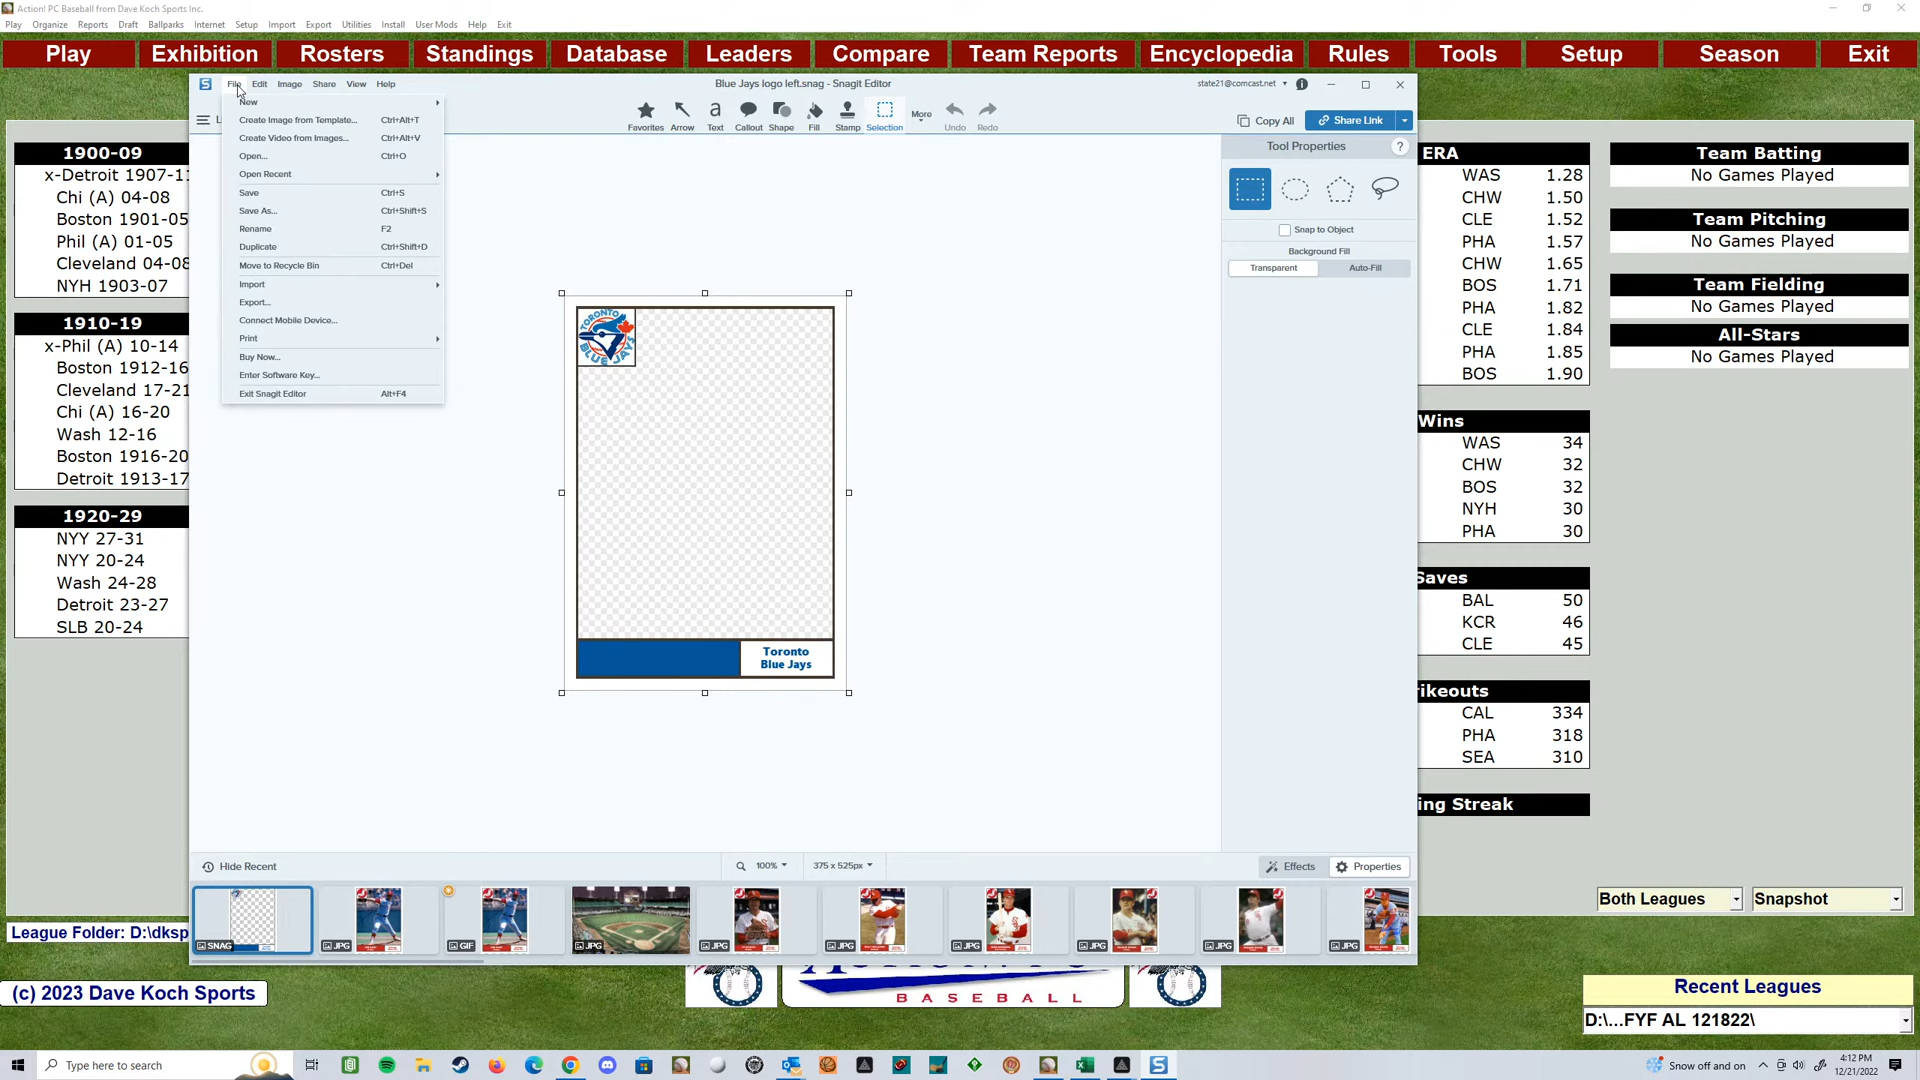 Action! PC Baseball from Dave Koch Sports Inc.
Play Organize Reports Draft Ballparks Internet Setup Import Export Utilities Install User Mods Help Exit
Play Exhibition Rosters Standings Database Leaders Compare Team Reports Encyclopedia Rules Tools Setup Season Exit
File Edit Image Share View Help
Blue Jays logo left.snag - Snagit Editor
state21@comcast.net
Favorites Arrow Text Callout Shape Fill Stamp Selection More Undo Redo
Copy All
Share Link
New
Create Image from Template... Ctrl+Alt+T
Create Video from Images... Ctrl+Alt+V
Open... Ctrl+O
Open Recent
Save Ctrl+S
Save As... Ctrl+Shift+S
Rename F2
Duplicate Ctrl+Shift+D
Move to Recycle Bin Ctrl+Del
Import
Export...
Connect Mobile Device...
Print
Buy Now...
Enter Software Key...
Exit Snagit Editor Alt+F4
Tool Properties ?
Snap to Object
Background Fill
Transparent Auto-Fill
TORONTO
BLUE JAYS
Toronto
Blue Jays
1900-09
x-Detroit 1907-11
Chi (A) 04-08
Boston 1901-05
Phil (A) 01-05
Cleveland 04-08
NYH 1903-07
1910-19
x-Phil (A) 10-14
Boston 1912-16
Cleveland 17-21
Chi (A) 16-20
Wash 12-16
Boston 1916-20
Detroit 1913-17
1920-29
NYY 27-31
NYY 20-24
Wash 24-28
Detroit 23-27
SLB 20-24
ERA
WAS 1.28
CHW 1.50
CLE 1.52
PHA 1.57
CHW 1.65
BOS 1.71
PHA 1.82
CLE 1.84
PHA 1.85
BOS 1.90
Wins
WAS 34
CHW 32
BOS 32
NYH 30
PHA 30
Saves
BAL 50
KCR 46
CLE 45
rikeouts
CAL 334
PHA 318
SEA 310
ing Streak
Team Batting
No Games Played
Team Pitching
No Games Played
Team Fielding
No Games Played
All-Stars
No Games Played
Hide Recent
100%
375 x 525px
Effects
Properties
SNAG JPG GIF JPG JPG JPG JPG JPG JPG JPG
Both Leagues
Snapshot
League Folder: D:\dksp
(c) 2023 Dave Koch Sports
BASEBALL
Recent Leagues
D:\...FYF AL 121822\
Type here to search
Snow off and on
4:12 PM
12/21/2022